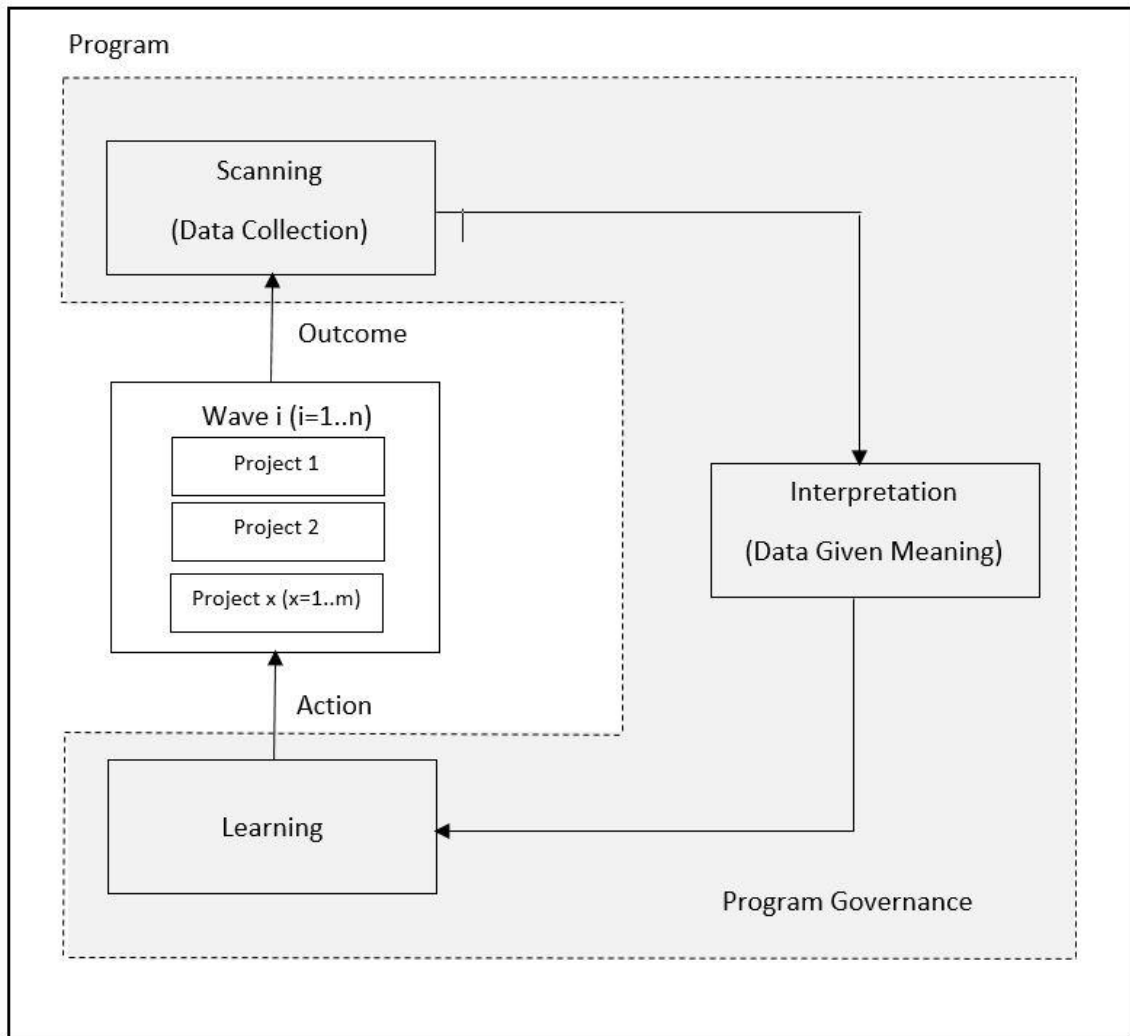 Program
Scanning
(Data Collection)
Outcome
Wave i (i=1..n)
Project 1
Project 2
Project x (x=1..m)
Interpretation
(Data Given Meaning)
Action
Learning
Program Governance